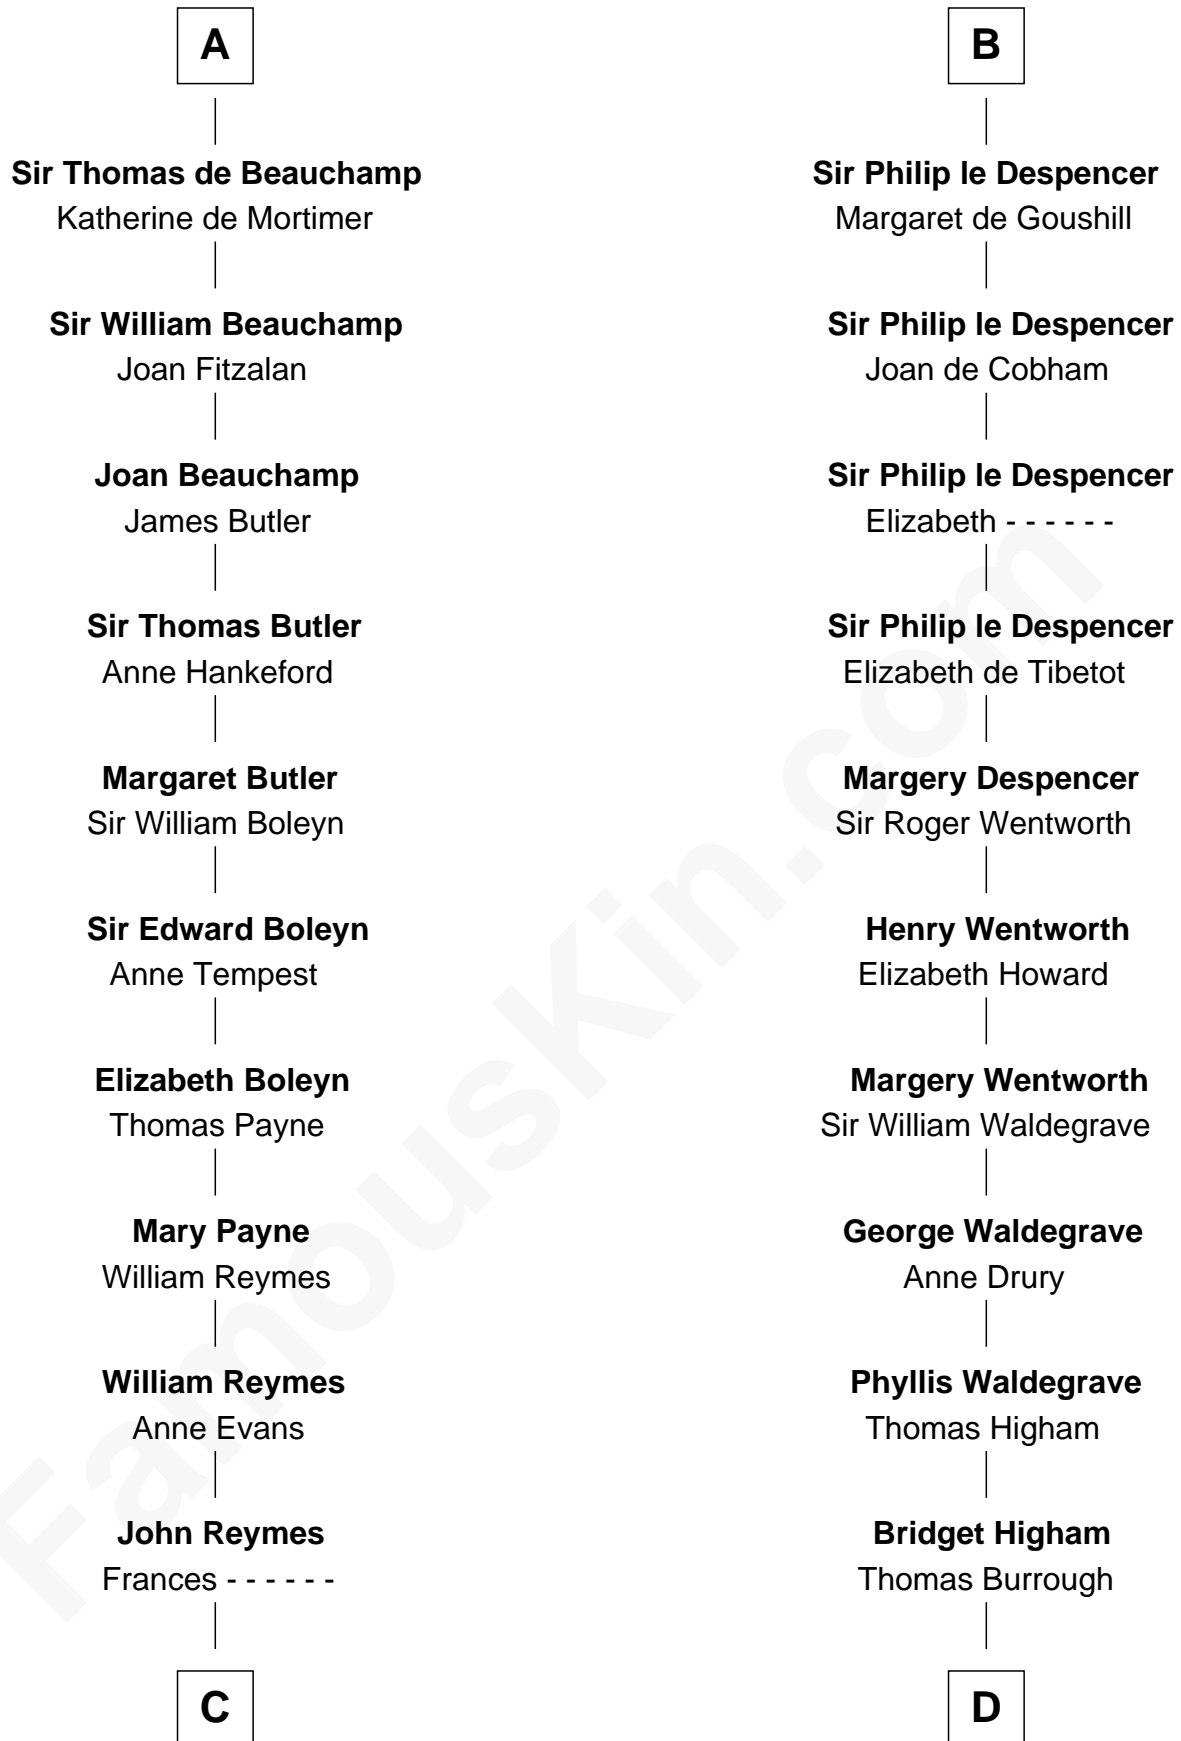 A
Sir Thomas de Beauchamp
Katherine de Mortimer
Sir William Beauchamp
Joan Fitzalan
Joan Beauchamp
James Butler
Sir Thomas Butler
Anne Hankeford
Margaret Butler
Sir William Boleyn
Sir Edward Boleyn
Anne Tempest
Elizabeth Boleyn
Thomas Payne
Mary Payne
William Reymes
William Reymes
Anne Evans
John Reymes
Frances - - - - - -
C
B
Sir Philip le Despencer
Margaret de Goushill
Sir Philip le Despencer
Joan de Cobham
Sir Philip le Despencer
Elizabeth - - - - - -
Sir Philip le Despencer
Elizabeth de Tibetot
Margery Despencer
Sir Roger Wentworth
Henry Wentworth
Elizabeth Howard
Margery Wentworth
Sir William Waldegrave
George Waldegrave
Anne Drury
Phyllis Waldegrave
Thomas Higham
Bridget Higham
Thomas Burrough
D
FamousKin.com